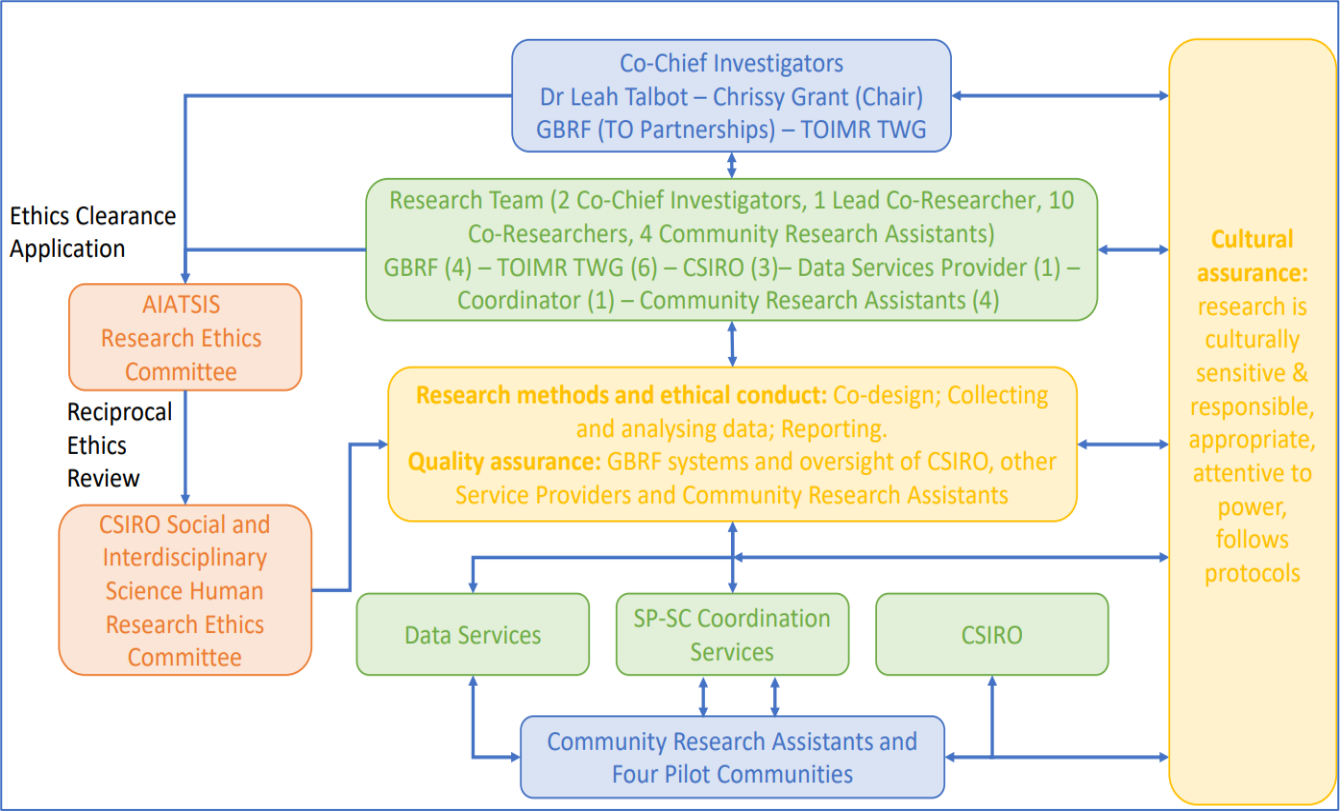 Co-Chief Investigators
Dr Leah Talbot – Chrissy Grant (Chair)
GBRF (TO Partnerships) – TOIMR TWG
Ethics Clearance
Application
Research Team (2 Co-Chief Investigators, 1 Lead Co-Researcher, 10
Co-Researchers, 4 Community Research Assistants)
GBRF (4) – TOIMR TWG (6) – CSIRO (3)– Data Services Provider (1) –
Coordinator (1) – Community Research Assistants (4)
AIATSIS
Research Ethics
Committee
Reciprocal
Ethics
Review
Research methods and ethical conduct: Co-design; Collecting
and analysing data; Reporting.
Quality assurance: GBRF systems and oversight of CSIRO, other
Service Providers and Community Research Assistants
CSIRO Social and
Interdisciplinary
Science Human
Research Ethics
Committee
Data Services
SP-SC Coordination
Services
CSIRO
Community Research Assistants and
Four Pilot Communities
Cultural
assurance:
research is
culturally
sensitive &
responsible,
appropriate,
attentive to
power,
follows
protocols